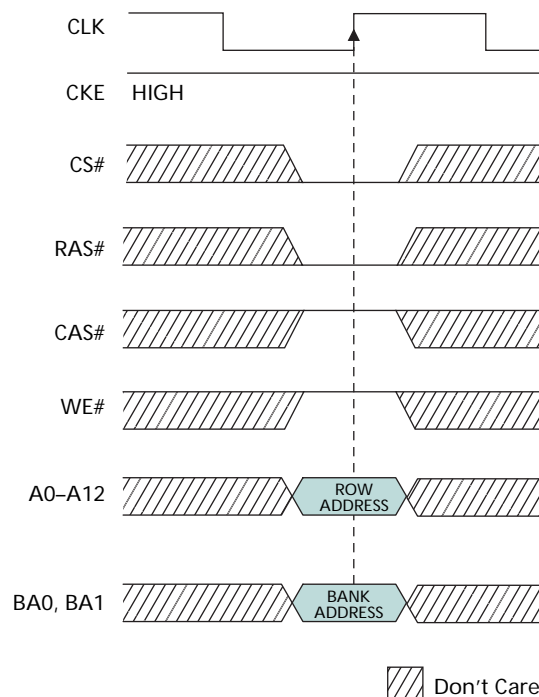 CLK
CKE HIGH
CS#
RAS#
CAS#
WE#
A0–A12
ROW
ADDRESS
BA0, BA1
BANK
ADDRESS
Don't Care